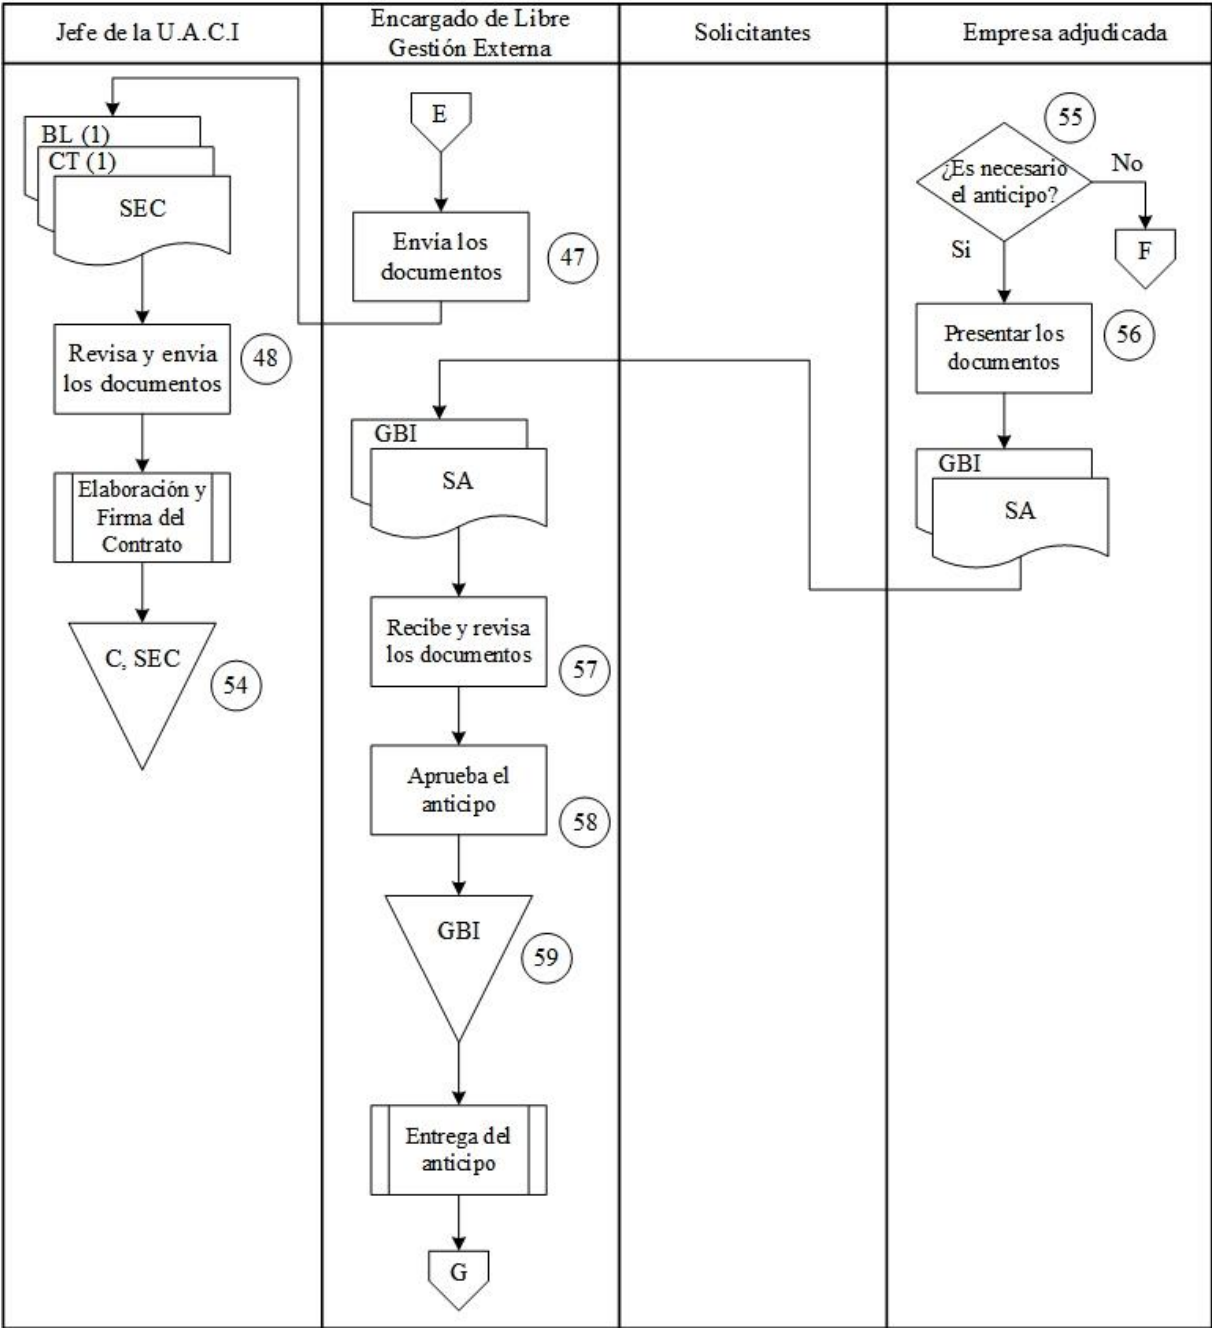 Jefe de la U.A.C.I
Encargado de Libre
Gestión Externa
Solicitantes
Empresa adjudicada
BL (1)
CT (1)
SEC
Revisa y envía
los documentos
48
Elaboración y
Firma del
Contrato
C, SEC
54
E
Envía los
documentos
47
GBI
SA
Recibe y revisa
los documentos
57
Aprueba el
anticipo
58
GBI
59
Entrega del
anticipo
G
55
¿Es necesario
el anticipo?
No
Si
F
Presentar los
documentos
56
GBI
SA